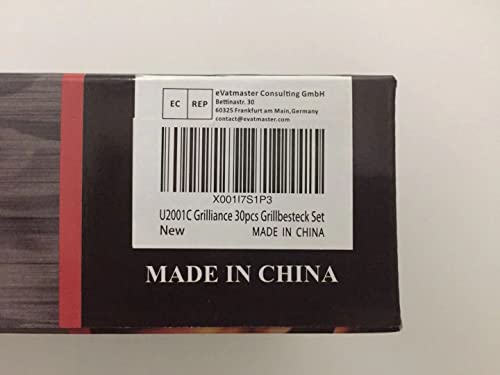 EC REP
eVatmaster Consulting GmbH
Bettinastr. 30
60325 Frankfurt am Main,Germany
contact@evatmaster.com
X001I7S1P3
U2001C Grilliance 30pcs Grillbesteck Set
New MADE IN CHINA
MADE IN CHINA